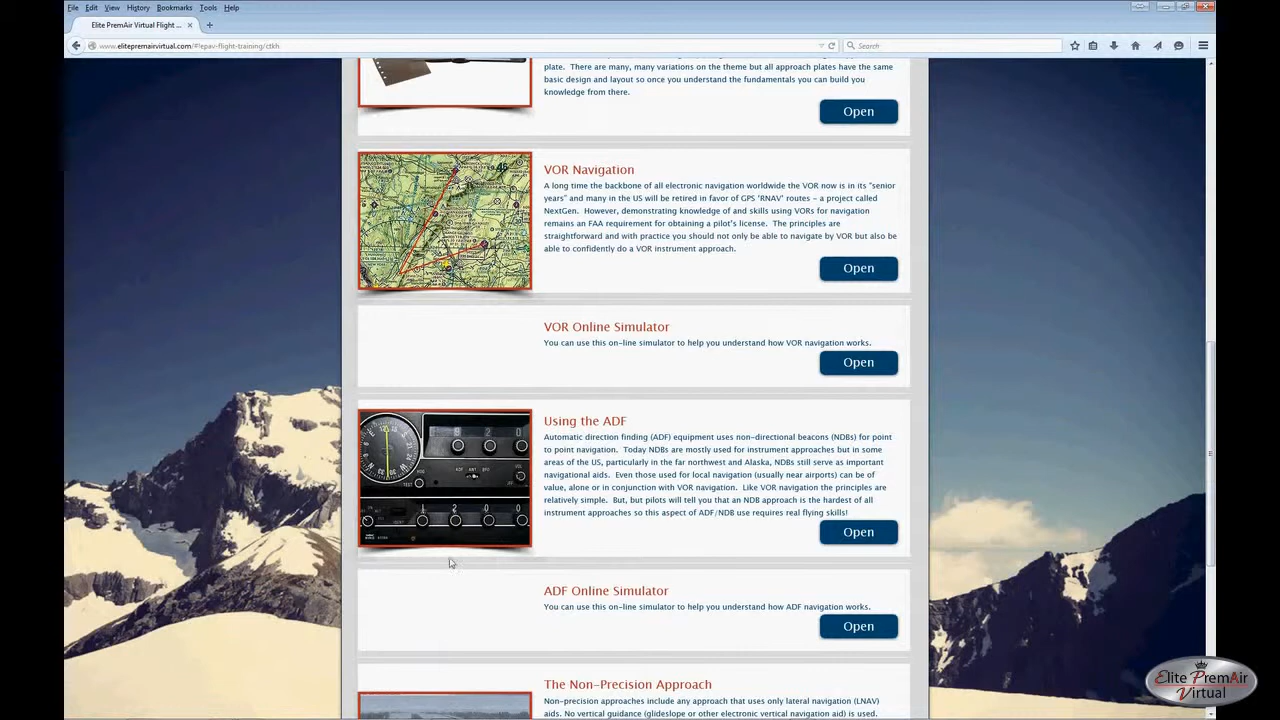 File Edit View History Bookmarks Tools Help
Elite PremAir Virtual Flight ... × +
www.elitepremairvirtual.com/#!epav-flight-training/ctkh
Search
plate. There are many, many variations on the theme but all approach plates have the same
basic design and layout so once you understand the fundamentals you can build you
knowledge from there.
Open
VOR Navigation
A long time the backbone of all electronic navigation worldwide the VOR now is in its "senior
years" and many in the US will be retired in favor of GPS 'RNAV' routes - a project called
NextGen. However, demonstrating knowledge of and skills using VORs for navigation
remains an FAA requirement for obtaining a pilot's license. The principles are
straightforward and with practice you should not only be able to navigate by VOR but also be
able to confidently do a VOR instrument approach.
Open
VOR Online Simulator
You can use this on-line simulator to help you understand how VOR navigation works.
Open
Using the ADF
Automatic direction finding (ADF) equipment uses non-directional beacons (NDBs) for point
to point navigation. Today NDBs are mostly used for instrument approaches but in some
areas of the US, particularly in the far northwest and Alaska, NDBs still serve as important
navigational aids. Even those used for local navigation (usually near airports) can be of
value, alone or in conjunction with VOR navigation. Like VOR navigation the principles are
relatively simple. But, but pilots will tell you that an NDB approach is the hardest of all
instrument approaches so this aspect of ADF/NDB use requires real flying skills!
Open
ADF Online Simulator
You can use this on-line simulator to help you understand how ADF navigation works.
Open
The Non-Precision Approach
Non-precision approaches include any approach that uses only lateral navigation (LNAV)
aids. No vertical guidance (glideslope or other electronic vertical navigation aid) is used.
Elite PremAir
Virtual